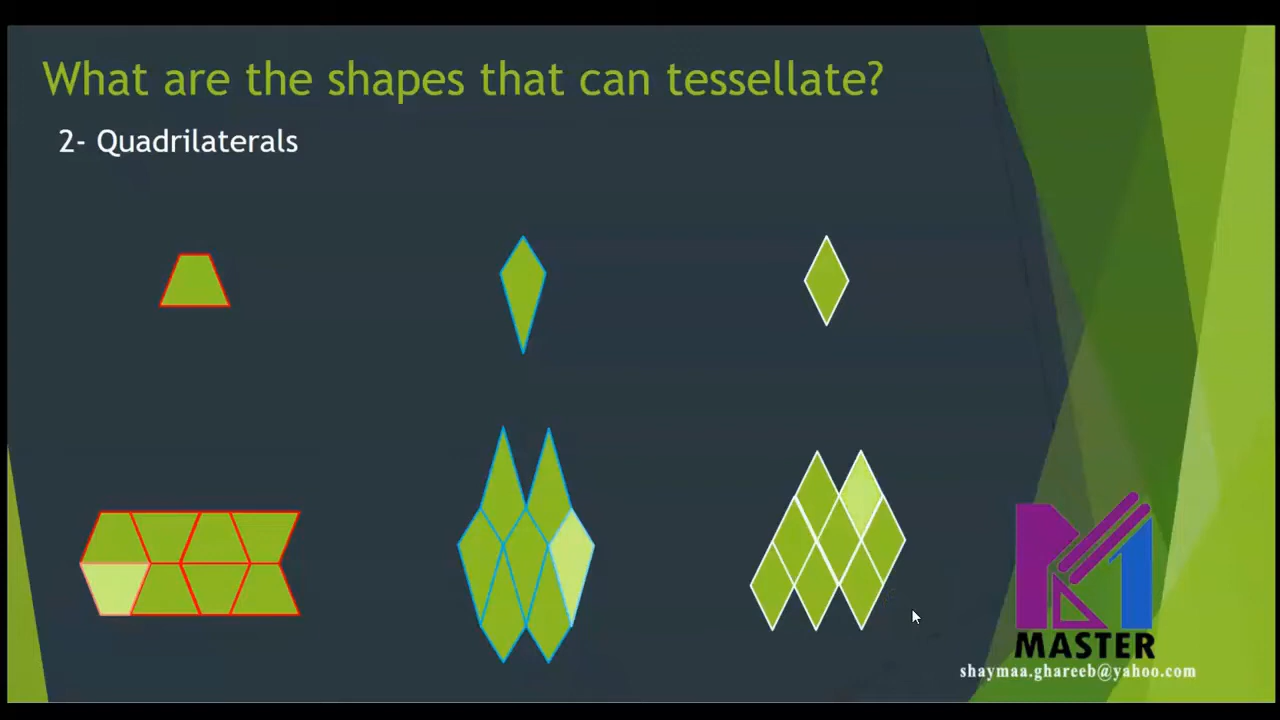 What are the shapes that can tessellate?
2- Quadrilaterals
MASTER
shaymaa.ghareeb@yahoo.com